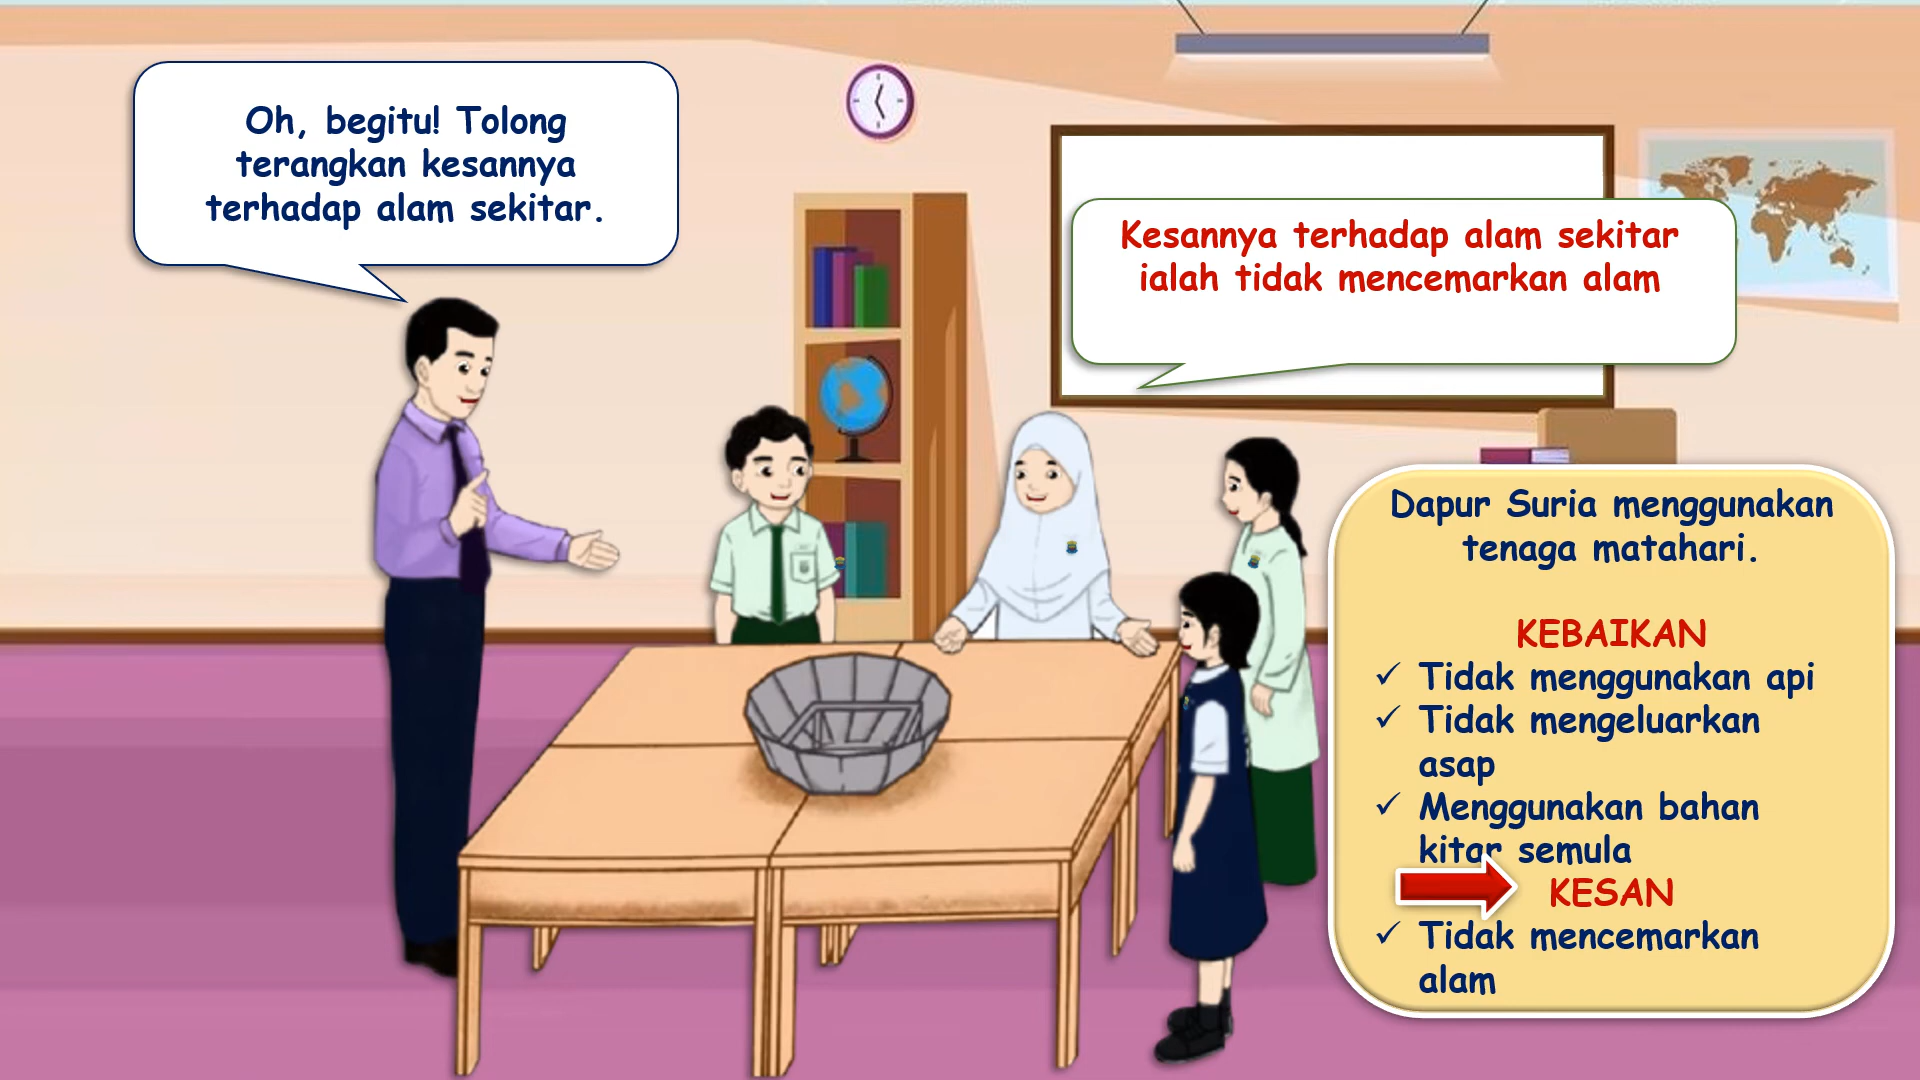 Oh, begitu! Tolong
terangkan kesannya
terhadap alam sekitar.
Kesannya terhadap alam sekitar
ialah tidak mencemarkan alam
Dapur Suria menggunakan
tenaga matahari.
KEBAIKAN
✓ Tidak menggunakan api
✓ Tidak mengeluarkan
asap
✓ Menggunakan bahan
kitar semula
KESAN
✓ Tidak mencemarkan
alam